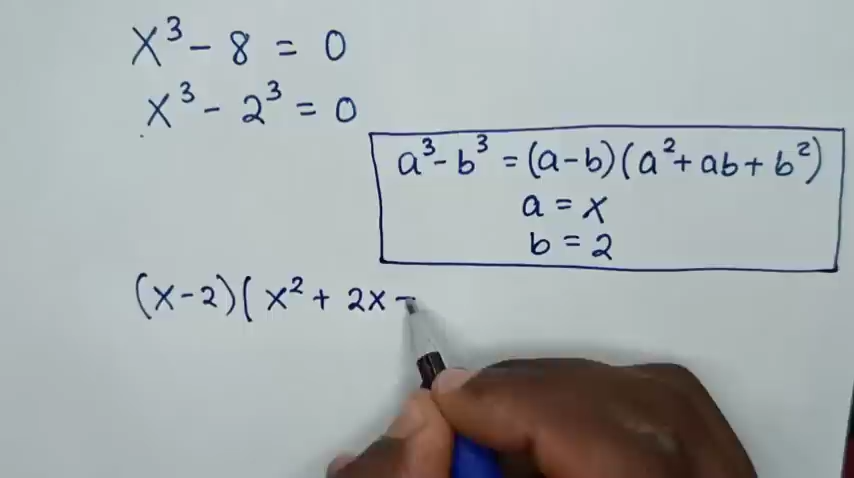 x³ - 8 = 0
x³ - 2³ = 0
a³ - b³ = (a - b)(a² + ab + b²)
a = x
b = 2
(x - 2)(x² + 2x -